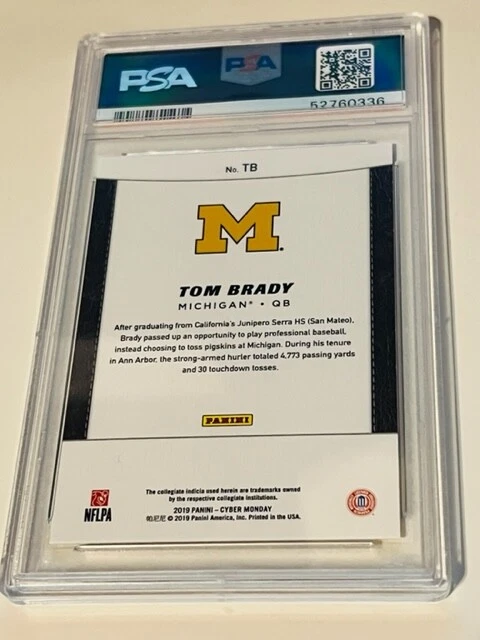 PSA
PSA
52760336
No. TB
M
TOM BRADY
MICHIGAN® • QB
After graduating from California's Junipero Serra HS (San Mateo),
Brady passed up an opportunity to play professional baseball,
instead choosing to toss pigskins at Michigan. During his tenure
in Ann Arbor, the strong-armed hurler totaled 4,773 passing yards
and 30 touchdown tosses.
PANINI
The collegiate indicia used herein are trademarks owned
by the respective collegiate institutions.
NFLPA
2019 PANINI – CYBER MONDAY
帕尼尼 © 2019 Panini America, Inc. Printed in the USA.